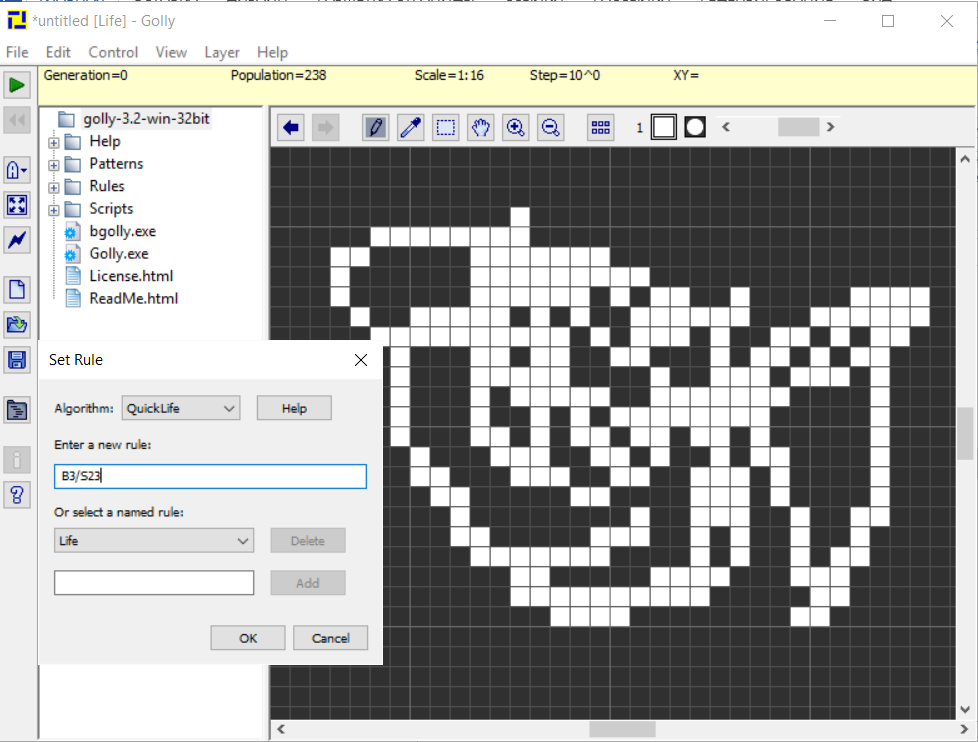 *untitled [Life] - Golly
File Edit Control View Layer Help
Generation=0 Population=238 Scale=1:16 Step=10^0 XY=
golly-3.2-win-32bit
Help
Patterns
Rules
Scripts
bgolly.exe
Golly.exe
License.html
ReadMe.html
1
Set Rule
Algorithm: QuickLife Help
Enter a new rule:
B3/S23
Or select a named rule:
Life Delete
Add
OK Cancel